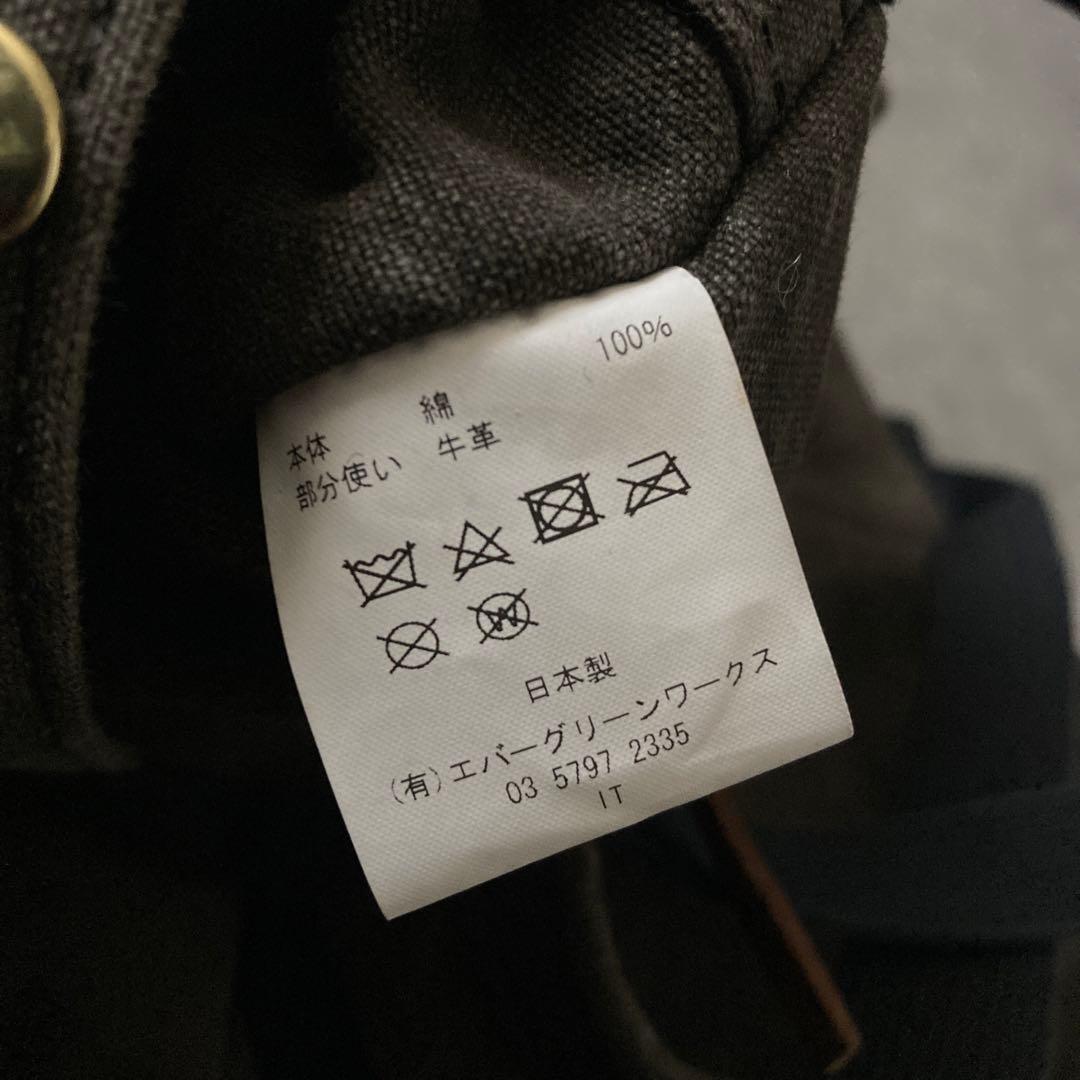 本体 綿 100%
部分使い 牛革
W
日本製
(有)エバーグリーンワークス
03 5797 2335
IT